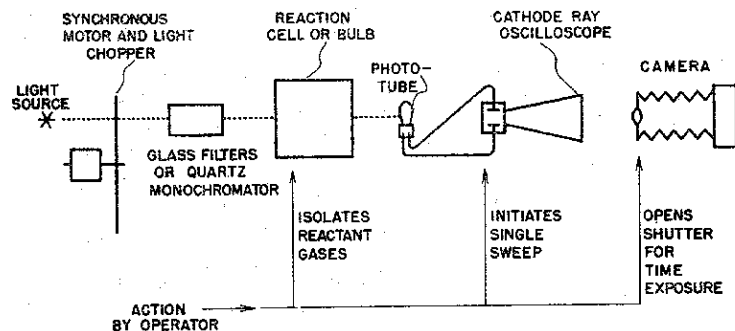 SYNCHRONOUS
MOTOR AND LIGHT
CHOPPER
REACTION
CELL OR BULB
CATHODE RAY
OSCILLOSCOPE
PHOTO-
TUBE
CAMERA
LIGHT
SOURCE
GLASS FILTERS
OR QUARTZ
MONOCHROMATOR
ISOLATES
REACTANT
GASES
INITIATES
SINGLE
SWEEP
OPENS
SHUTTER
FOR
TIME
EXPOSURE
ACTION
BY OPERATOR